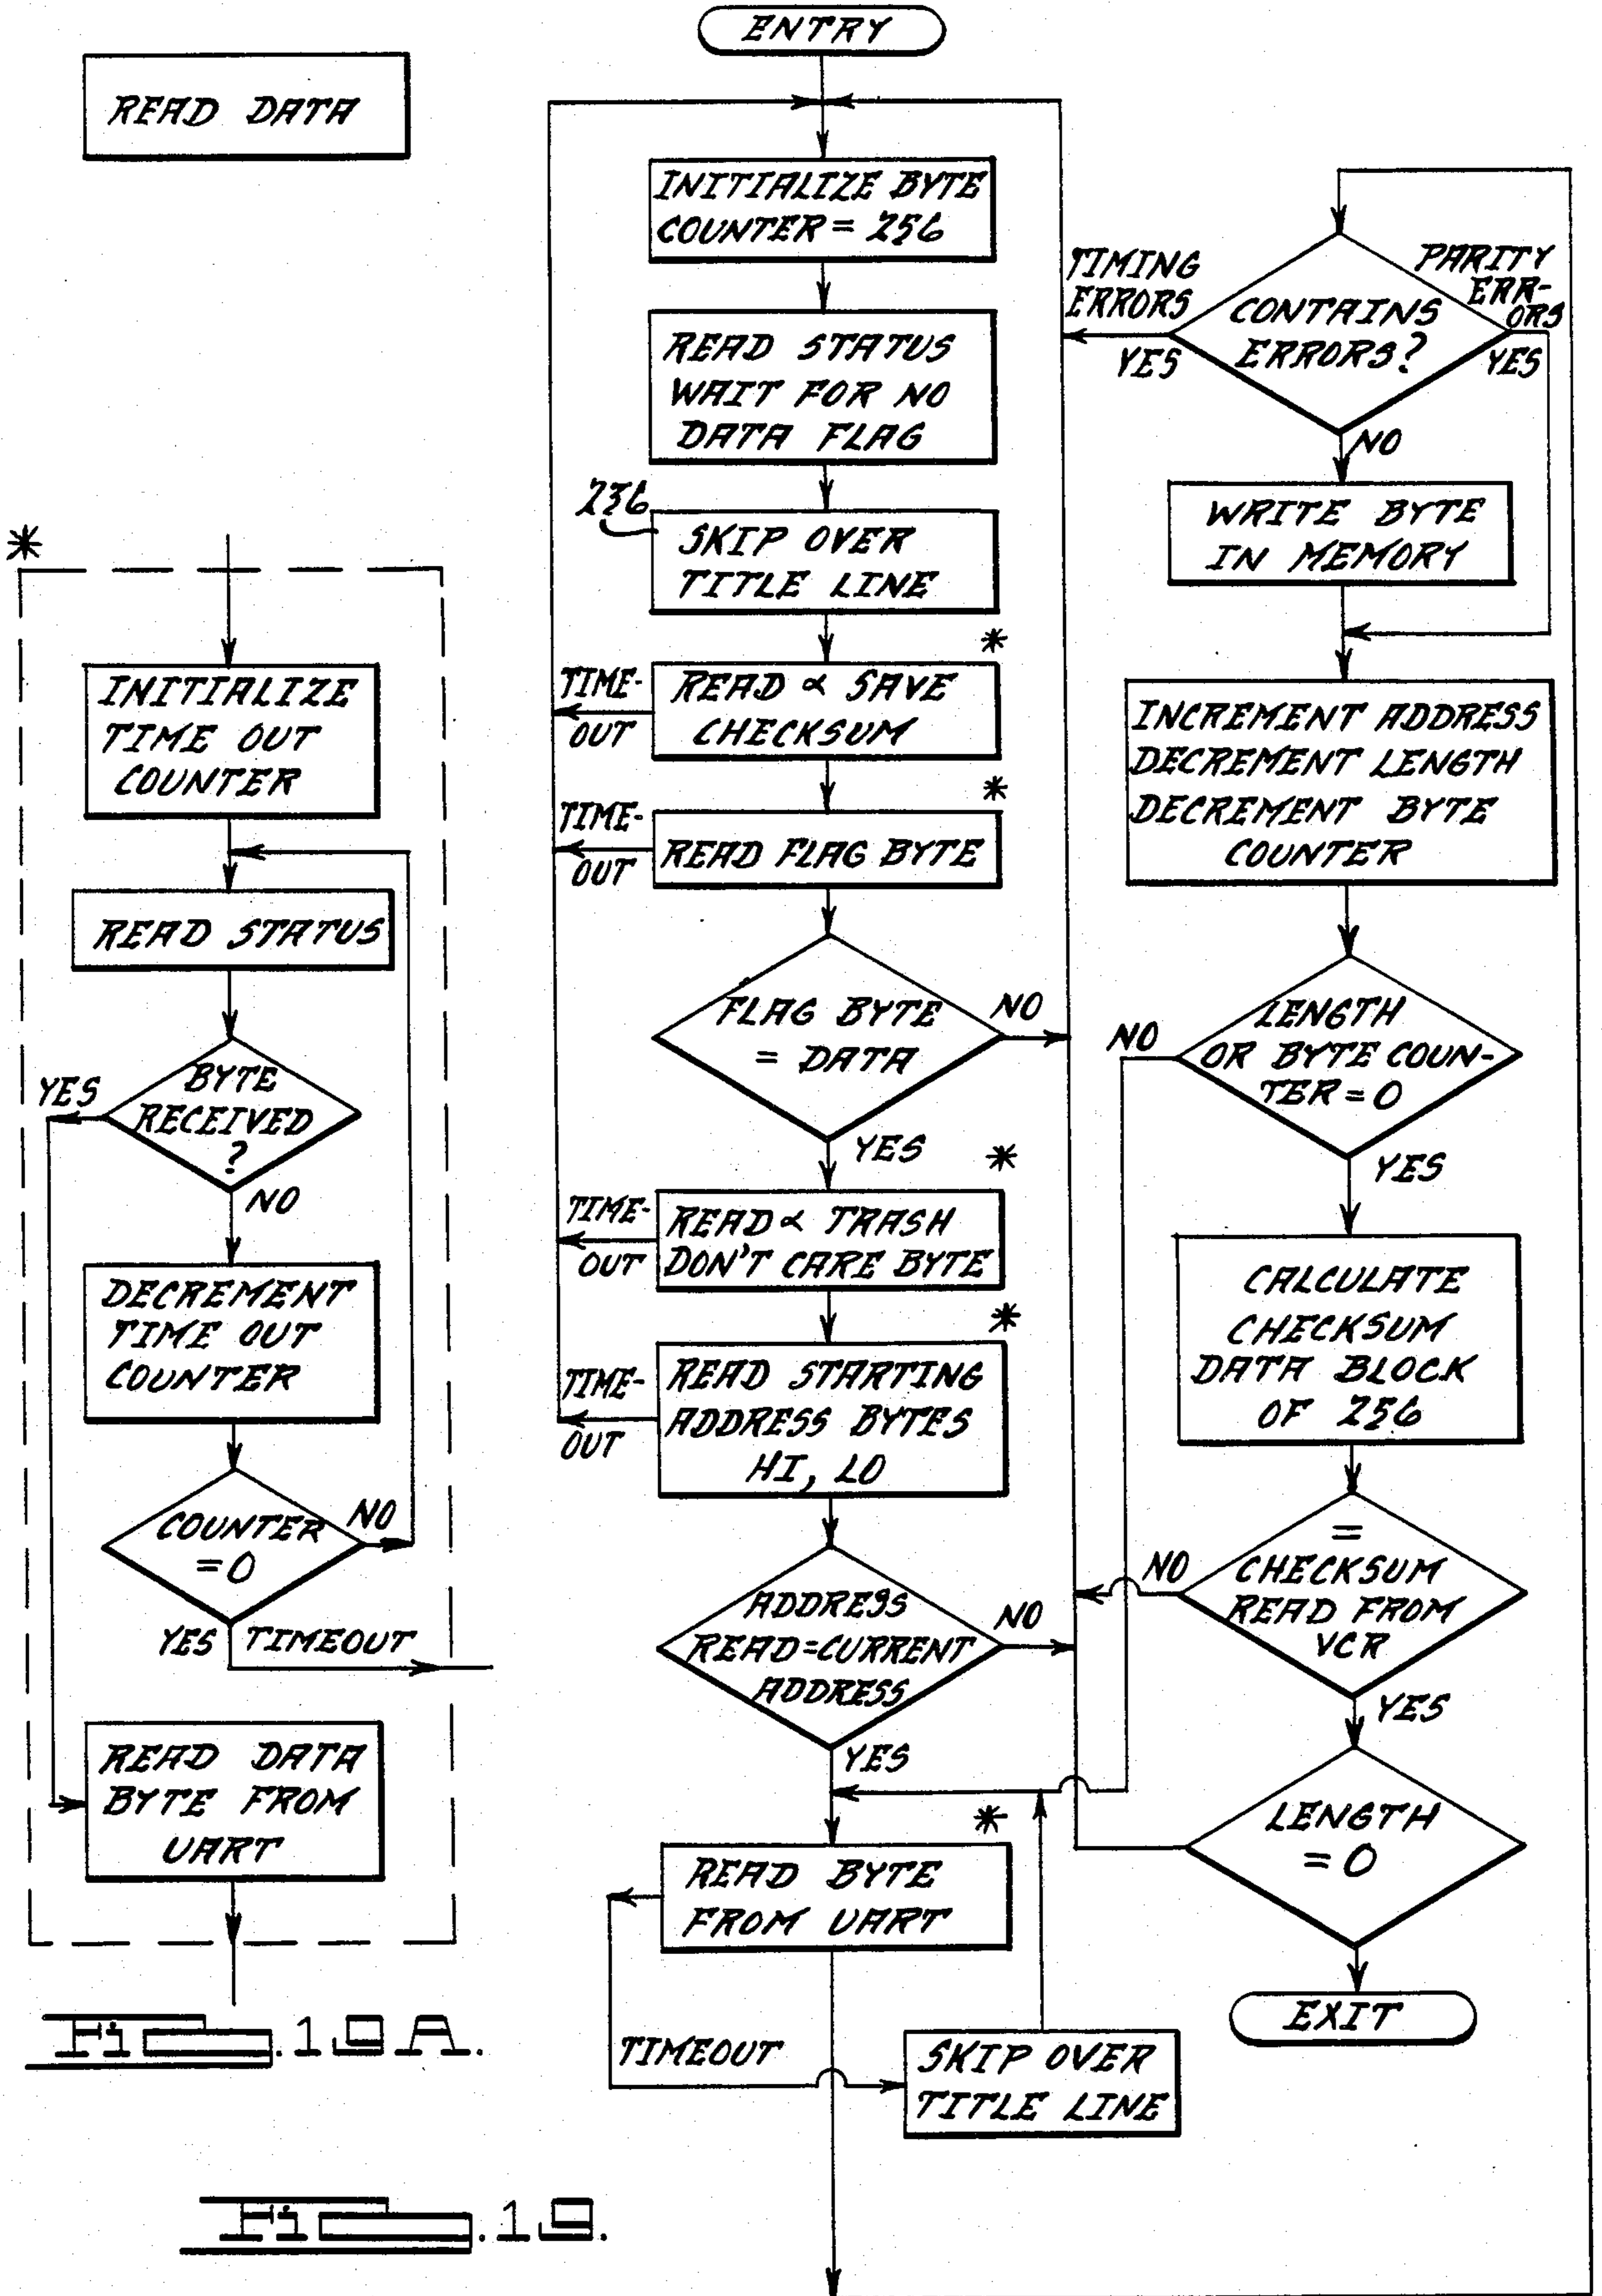 READ DATA
*
INITIALIZE
TIME OUT
COUNTER
READ STATUS
BYTE
RECEIVED
?
YES
NO
DECREMENT
TIME OUT
COUNTER
COUNTER
=0
NO
YES
TIMEOUT
READ DATA
BYTE FROM
UART
FIG. 19A.
ENTRY
INITIALIZE BYTE
COUNTER = 256
READ STATUS
WAIT FOR NO
DATA FLAG
236
SKIP OVER
TITLE LINE
*
READ ∝ SAVE
CHECKSUM
TIME-
OUT
*
READ FLAG BYTE
TIME-
OUT
FLAG BYTE
= DATA
NO
YES
*
READ ∝ TRASH
DON'T CARE BYTE
TIME-
OUT
*
READ STARTING
ADDRESS BYTES
HI, LO
TIME-
OUT
ADDRESS
READ=CURRENT
ADDRESS
NO
YES
*
READ BYTE
FROM UART
TIMEOUT
SKIP OVER
TITLE LINE
CONTAINS
ERRORS?
TIMING
ERRORS
YES
PARITY
ERR-
ORS
YES
NO
WRITE BYTE
IN MEMORY
INCREMENT ADDRESS
DECREMENT LENGTH
DECREMENT BYTE
COUNTER
LENGTH
OR BYTE COUN-
TER=0
NO
YES
CALCULATE
CHECKSUM
DATA BLOCK
OF 256
=
CHECKSUM
READ FROM
VCR
NO
YES
LENGTH
=0
EXIT
FIG. 19.